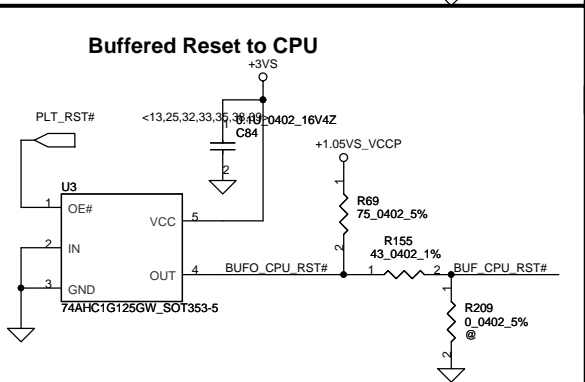 Buffered Reset to CPU
+3VS
PLT_RST#
<13,25,32,33,35,38,39>
1
0.1U_0402_16V4Z
C84
2
+1.05VS_VCCP
1
R69
75_0402_5%
2
U3
1
OE#
VCC
5
2
IN
R155
43_0402_1%
OUT
4
BUFO_CPU_RST#
1
2
BUF_CPU_RST#
3
GND
74AHC1G125GW_SOT353-5
1
R209
0_0402_5%
@
2